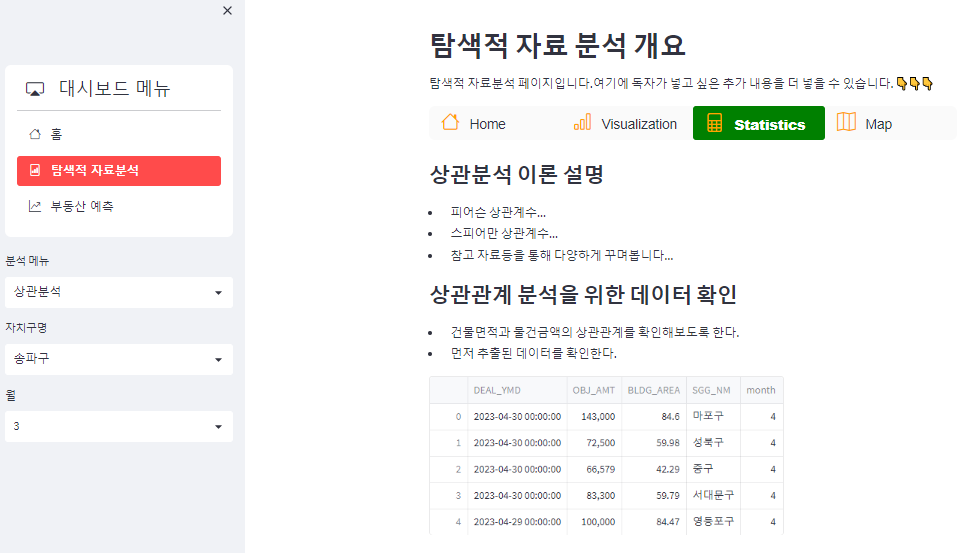 대시보드 메뉴
홈
탐색적 자료분석
부동산 예측
분석 메뉴
상관분석
자치구명
송파구
월
3
탐색적 자료 분석 개요
탐색적 자료분석 페이지입니다.여기에 독자가 넣고 싶은 추가 내용을 더 넣을 수 있습니다. 👇👇👇
Home Visualization Statistics Map
상관분석 이론 설명
• 피어슨 상관계수...
• 스피어만 상관계수...
• 참고 자료등을 통해 다양하게 꾸며봅니다...
상관관계 분석을 위한 데이터 확인
• 건물면적과 물건금액의 상관관계를 확인해보도록 한다.
• 먼저 추출된 데이터를 확인한다.
DEAL_YMD OBJ_AMT BLDG_AREA SGG_NM month
0 2023-04-30 00:00:00 143,000 84.6 마포구 4
1 2023-04-30 00:00:00 72,500 59.98 성북구 4
2 2023-04-30 00:00:00 66,579 42.29 중구 4
3 2023-04-30 00:00:00 83,300 59.79 서대문구 4
4 2023-04-29 00:00:00 100,000 84.47 영등포구 4